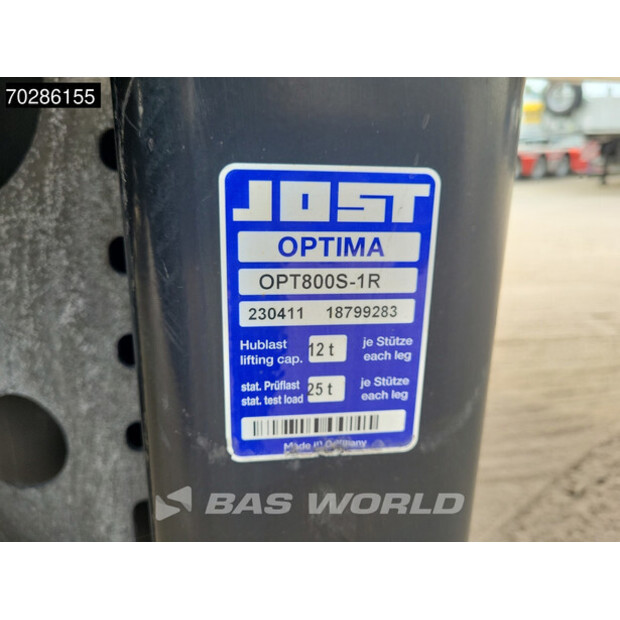 70286155
JOST
OPTIMA
OPT800S-1R
230411 18799283
Hublast
lifting cap.
12 t
je Stütze
each leg
stat. Prüflast
stat. test load
25 t
je Stütze
each leg
Made in Germany
BAS WORLD